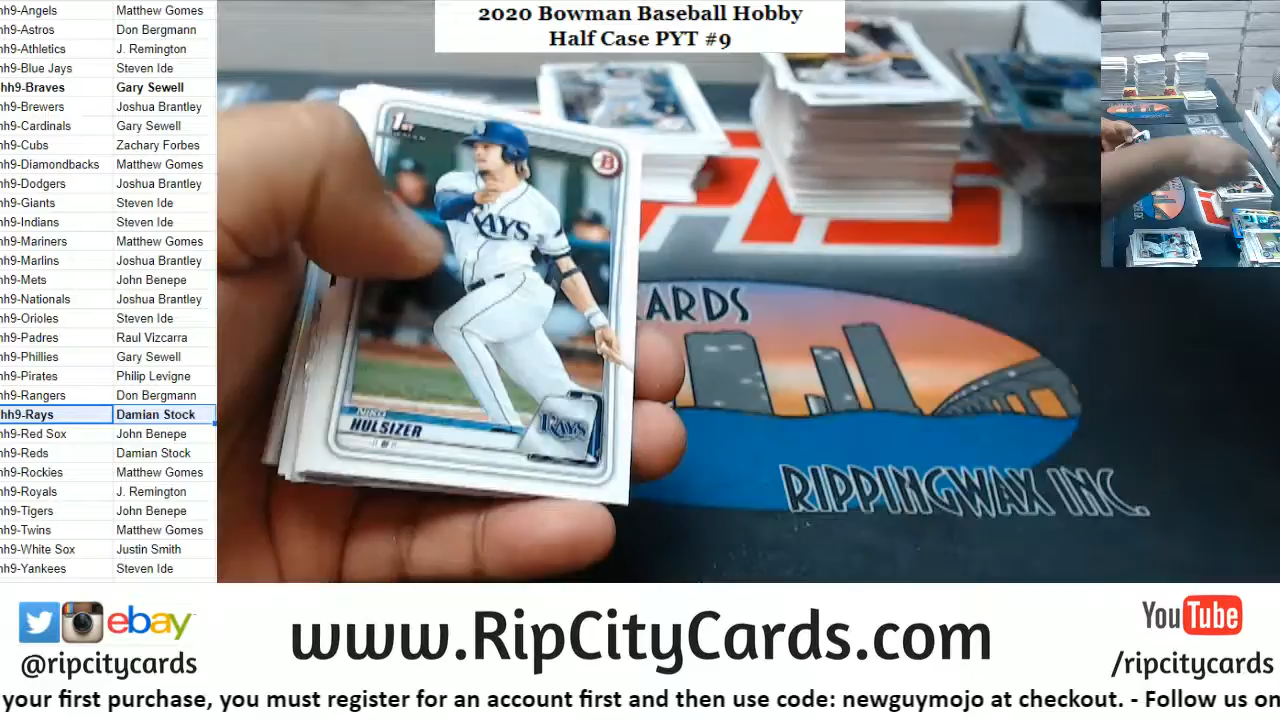 2020 Bowman Baseball Hobby
Half Case PYT #9
hh9-Angels Matthew Gomes
hh9-Astros Don Bergmann
hh9-Athletics J. Remington
hh9-Blue Jays Steven Ide
hh9-Braves Gary Sewell
hh9-Brewers Joshua Brantley
hh9-Cardinals Gary Sewell
hh9-Cubs Zachary Forbes
hh9-Diamondbacks Matthew Gomes
hh9-Dodgers Joshua Brantley
hh9-Giants Steven Ide
hh9-Indians Steven Ide
hh9-Mariners Matthew Gomes
hh9-Marlins Joshua Brantley
hh9-Mets John Benepe
hh9-Nationals Joshua Brantley
hh9-Orioles Steven Ide
hh9-Padres Raul Vizcarra
hh9-Phillies Gary Sewell
hh9-Pirates Philip Levigne
hh9-Rangers Don Bergmann
hh9-Rays Damian Stock
hh9-Red Sox John Benepe
hh9-Reds Damian Stock
hh9-Rockies Matthew Gomes
hh9-Royals J. Remington
hh9-Tigers John Benepe
hh9-Twins Matthew Gomes
hh9-White Sox Justin Smith
hh9-Yankees Steven Ide
1ST
B
RAYS
NIKO
HULSIZER
RAYS
CARDS
RIPPINGWAX INC.
ebay
@ripcitycards
www.RipCityCards.com
YouTube
/ripcitycards
your first purchase, you must register for an account first and then use code: newguymojo at checkout. - Follow us on